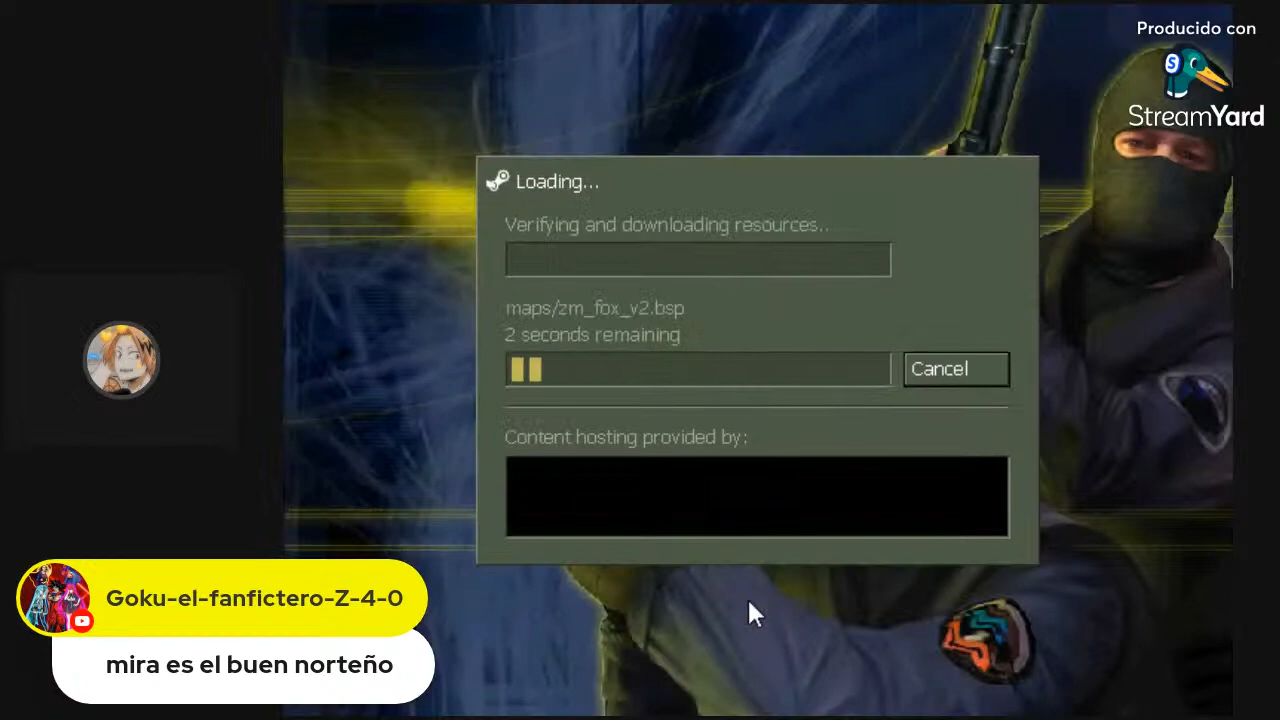 Producido con
StreamYard
Loading...
Verifying and downloading resources..
maps/zm_fox_v2.bsp
2 seconds remaining
Cancel
Content hosting provided by:
Goku-el-fanfictero-Z-4-0
mira es el buen norteño